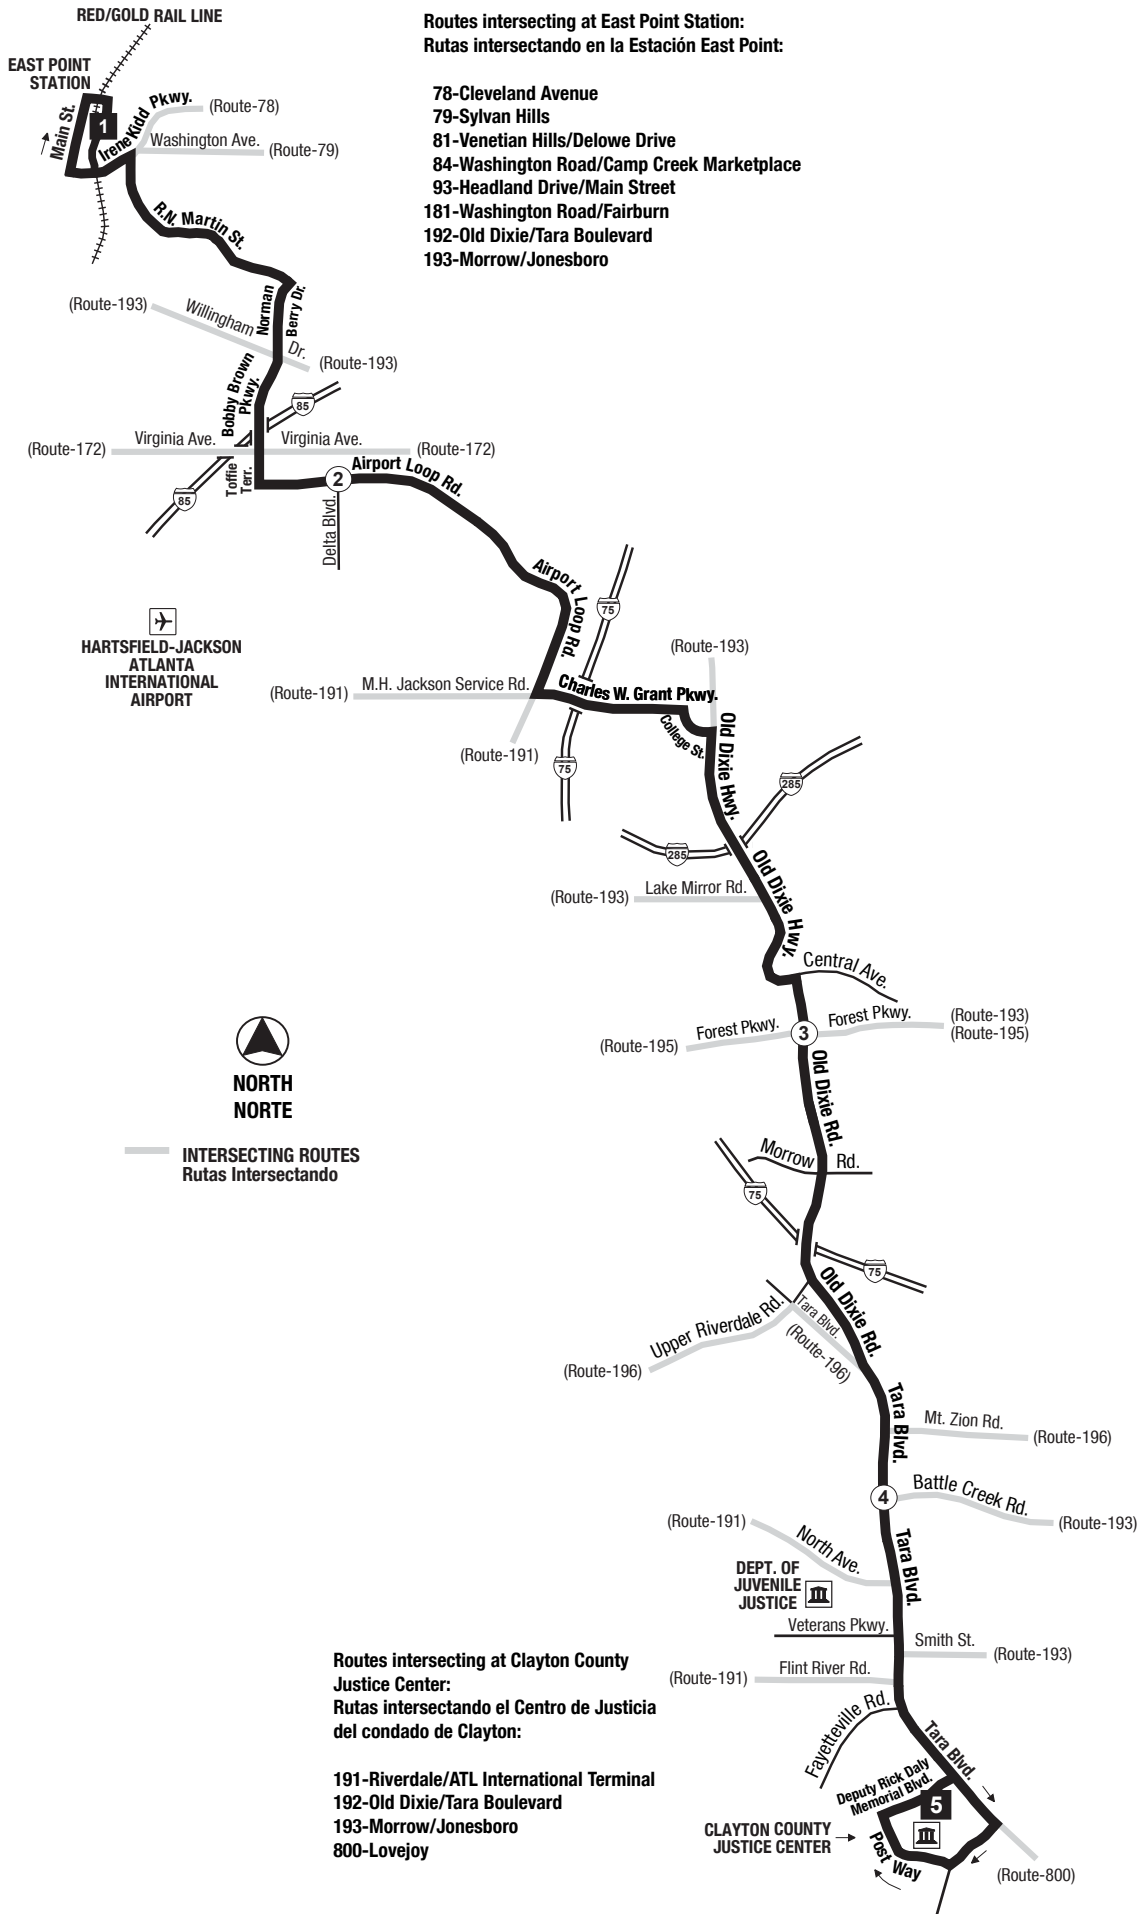 RED/GOLD RAIL LINE
EAST POINT
STATION
Main St.
1
Irene Kidd Pkwy.
(Route-78)
Washington Ave.
(Route-79)
R.N. Martin St.
Routes intersecting at East Point Station:
Rutas intersectando en la Estación East Point:
78-Cleveland Avenue
79-Sylvan Hills
81-Venetian Hills/Delowe Drive
84-Washington Road/Camp Creek Marketplace
93-Headland Drive/Main Street
181-Washington Road/Fairburn
192-Old Dixie/Tara Boulevard
193-Morrow/Jonesboro
(Route-193)
Willingham
Dr.
(Route-193)
Norman
Berry Dr.
Bobby Brown
Pkwy.
85
(Route-172)
Virginia Ave.
Virginia Ave.
(Route-172)
Toffie
Terr.
85
2
Airport Loop Rd.
Delta Blvd.
Airport Loop Rd.
75
HARTSFIELD-JACKSON
ATLANTA
INTERNATIONAL
AIRPORT
(Route-191)
M.H. Jackson Service Rd.
(Route-191)
Charles W. Grant Pkwy.
75
(Route-193)
College St.
Old Dixie Hwy.
285
285
Old Dixie Hwy.
(Route-193)
Lake Mirror Rd.
Central Ave.
(Route-195)
Forest Pkwy.
3
Forest Pkwy.
(Route-193)
(Route-195)
Old Dixie Rd.
NORTH
NORTE
INTERSECTING ROUTES
Rutas Intersectando
Morrow Rd.
75
75
Old Dixie Rd.
Upper Riverdale Rd.
Tara Blvd.
(Route-196)
(Route-196)
Tara Blvd.
Mt. Zion Rd.
(Route-196)
4
Battle Creek Rd.
(Route-193)
(Route-191)
North Ave.
Tara Blvd.
DEPT. OF
JUVENILE
JUSTICE
Veterans Pkwy.
Smith St.
(Route-193)
(Route-191)
Flint River Rd.
Fayetteville Rd.
Tara Blvd.
Deputy Rick Daly
Memorial Blvd.
5
CLAYTON COUNTY
JUSTICE CENTER
Post Way
(Route-800)
Routes intersecting at Clayton County
Justice Center:
Rutas intersectando el Centro de Justicia
del condado de Clayton:
191-Riverdale/ATL International Terminal
192-Old Dixie/Tara Boulevard
193-Morrow/Jonesboro
800-Lovejoy